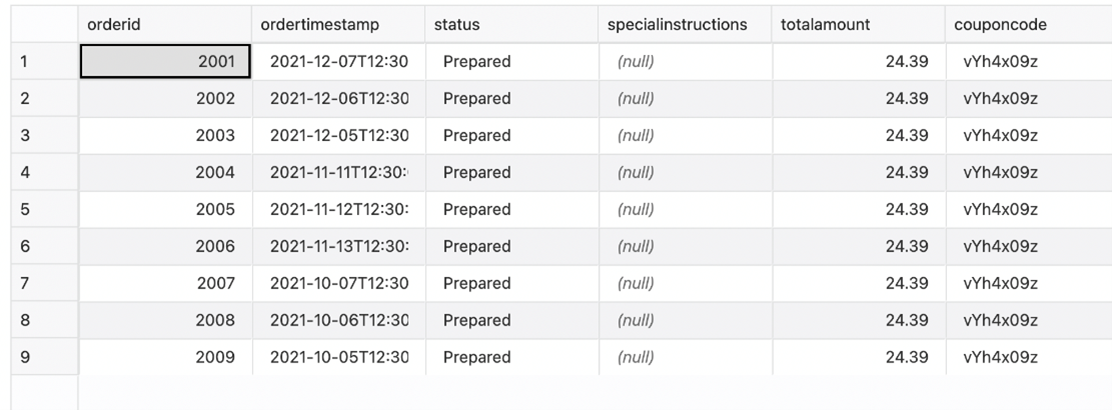 orderid ordertimestamp status specialinstructions totalamount couponcode
1 2001 2021-12-07T12:30 Prepared (null) 24.39 vYh4x09z
2 2002 2021-12-06T12:30 Prepared (null) 24.39 vYh4x09z
3 2003 2021-12-05T12:30 Prepared (null) 24.39 vYh4x09z
4 2004 2021-11-11T12:30: Prepared (null) 24.39 vYh4x09z
5 2005 2021-11-12T12:30: Prepared (null) 24.39 vYh4x09z
6 2006 2021-11-13T12:30: Prepared (null) 24.39 vYh4x09z
7 2007 2021-10-07T12:30 Prepared (null) 24.39 vYh4x09z
8 2008 2021-10-06T12:30 Prepared (null) 24.39 vYh4x09z
9 2009 2021-10-05T12:30 Prepared (null) 24.39 vYh4x09z